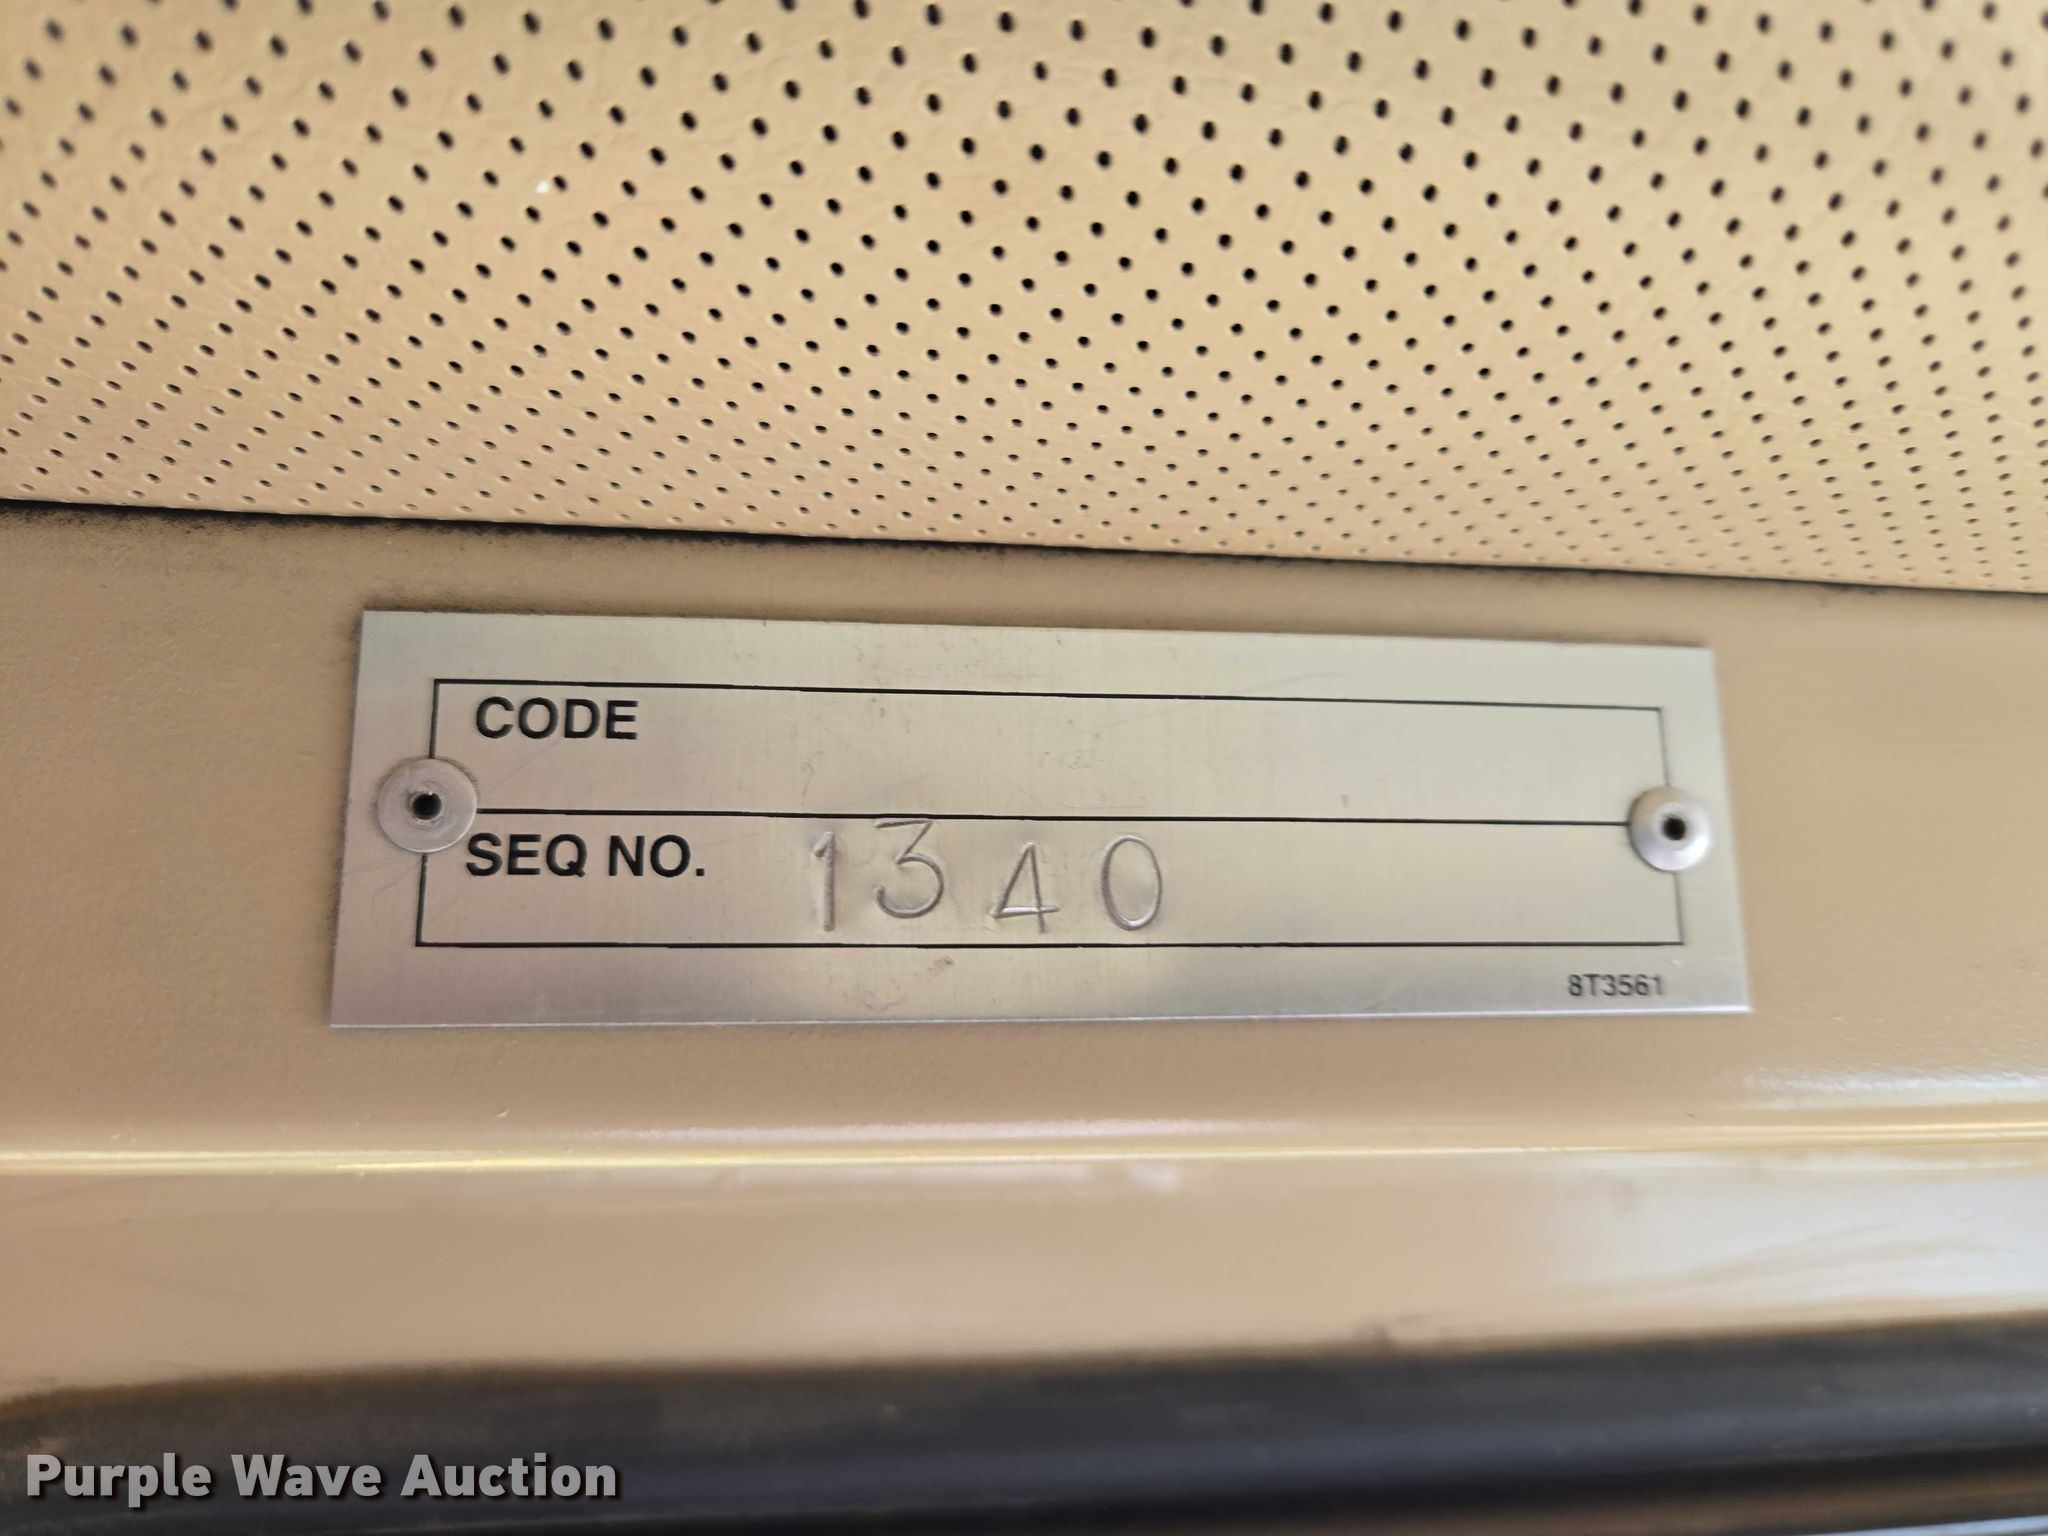 CODE
SEQ NO. 1340
8T3561
Purple Wave Auction